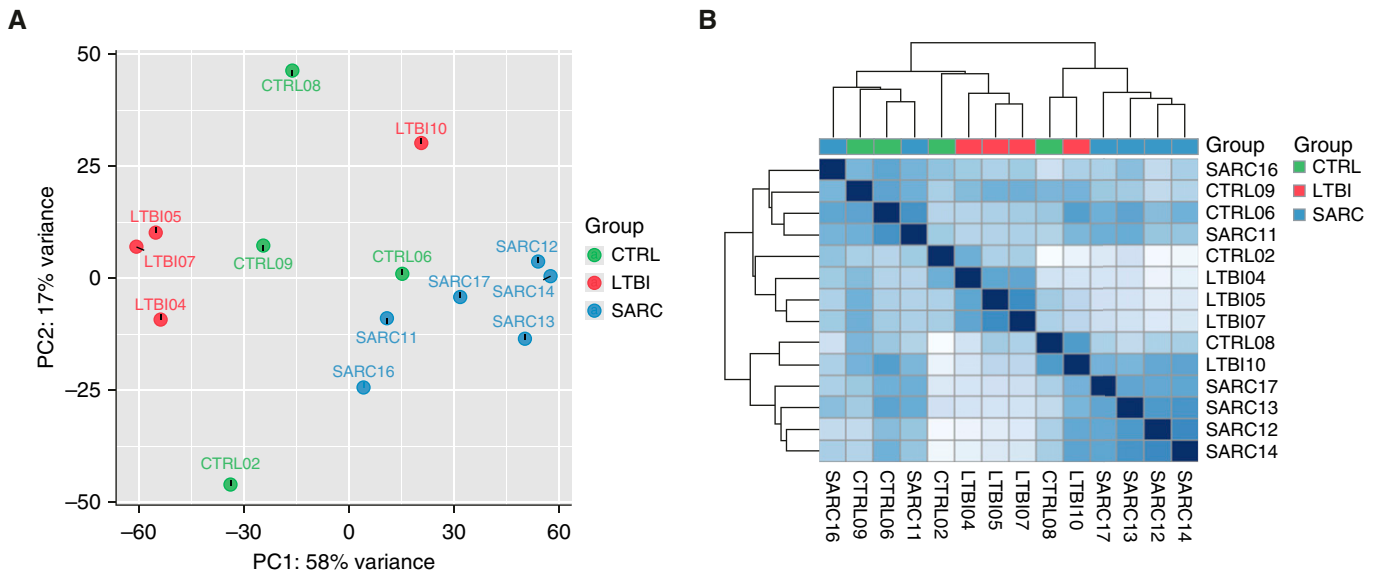 A
50
25
0
−25
−50
−60
−30
0
30
60
PC2: 17% variance
PC1: 58% variance
CTRL08
LTBI10
LTBI05
LTBI07
CTRL09
CTRL06
SARC12
SARC17
SARC14
LTBI04
SARC13
SARC11
SARC16
CTRL02
Group
CTRL
LTBI
SARC
B
Group
SARC16
CTRL09
CTRL06
SARC11
CTRL02
LTBI04
LTBI05
LTBI07
CTRL08
LTBI10
SARC17
SARC13
SARC12
SARC14
SARC16
CTRL09
CTRL06
SARC11
CTRL02
LTBI04
LTBI05
LTBI07
CTRL08
LTBI10
SARC17
SARC13
SARC12
SARC14
Group
CTRL
LTBI
SARC